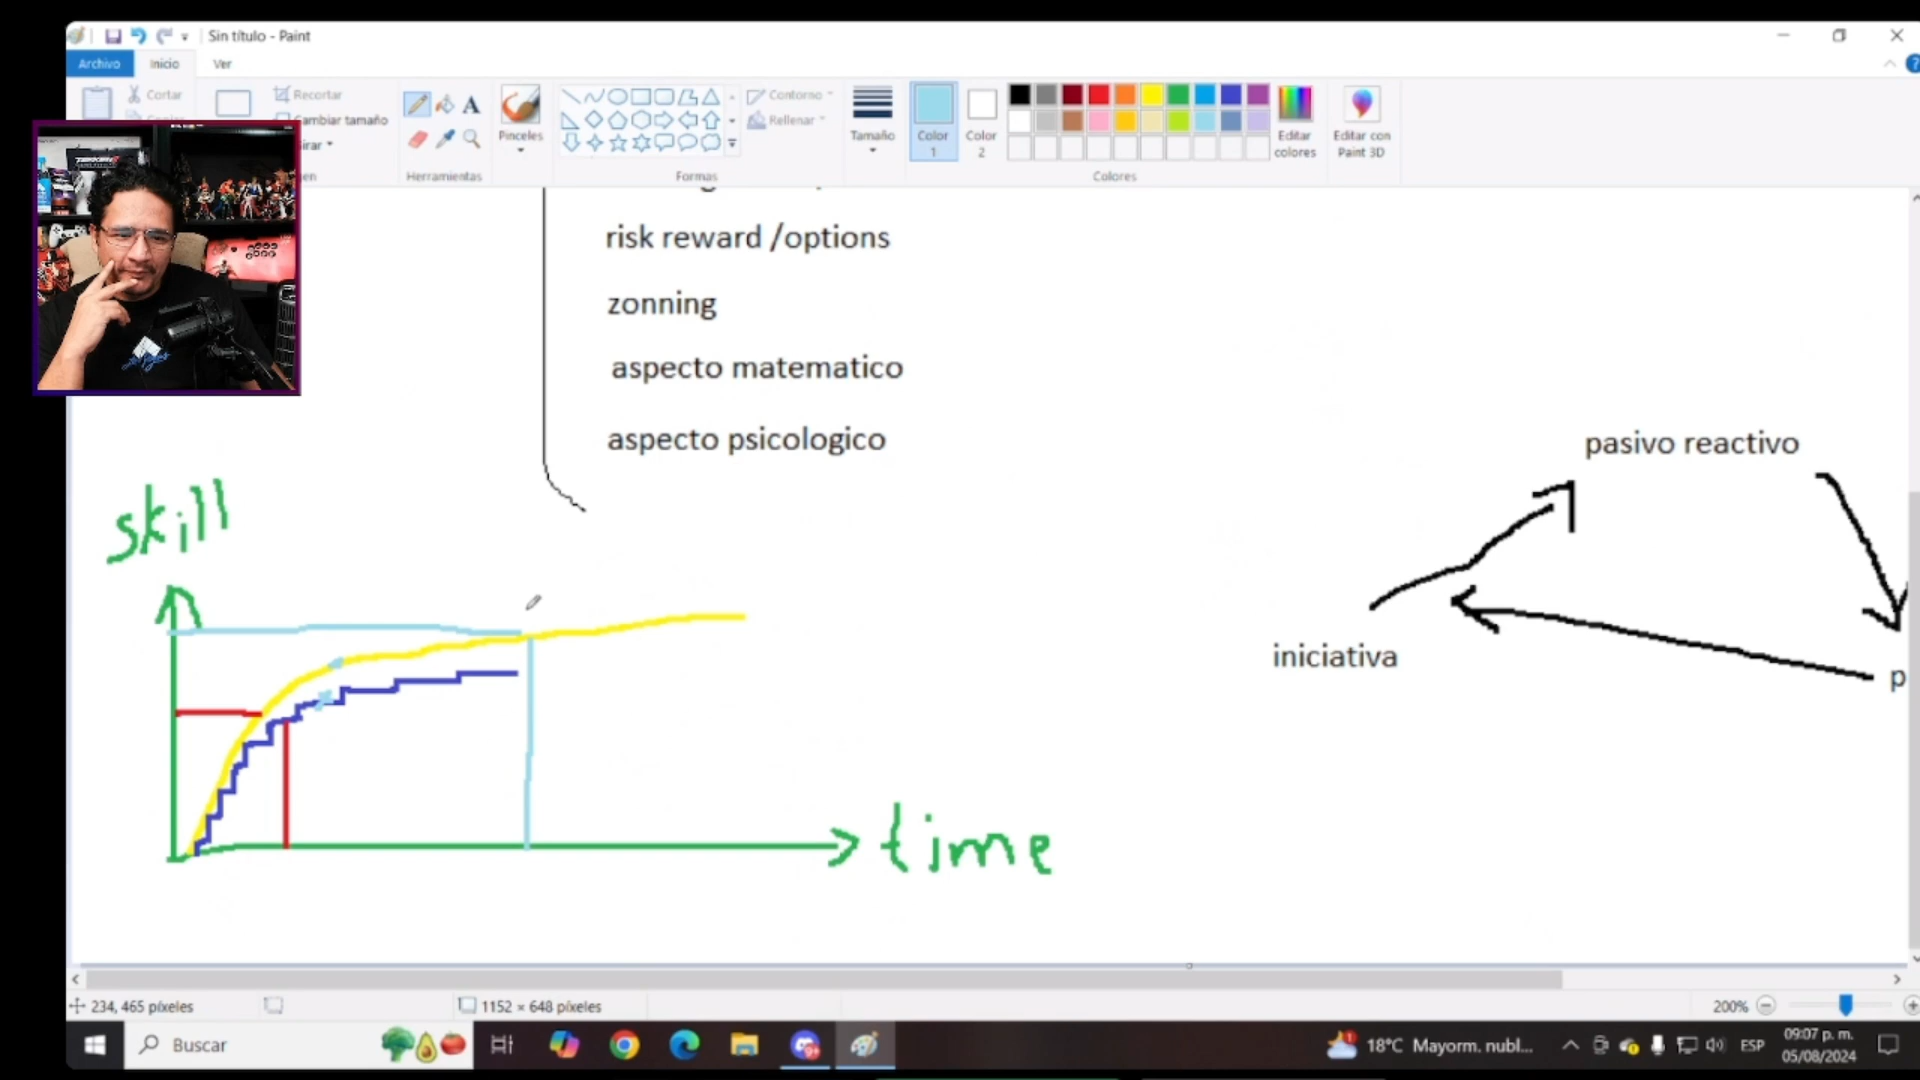 Sin título - Paint
Archivo
Inicio
Ver
Cortar
Recortar
Cambiar tamaño
Pinceles
Contorno
Rellenar
Tamaño
Color
1
Color
2
Editar
colores
Editar con
Paint 3D
Herramientas
Formas
Colores
risk reward /options
zonning
aspecto matematico
aspecto psicologico
pasivo reactivo
iniciativa
p
skill
time
234, 465 píxeles
1152 × 648 píxeles
200%
Buscar
18°C Mayorm. nubl...
ESP
09:07 p. m.
05/08/2024